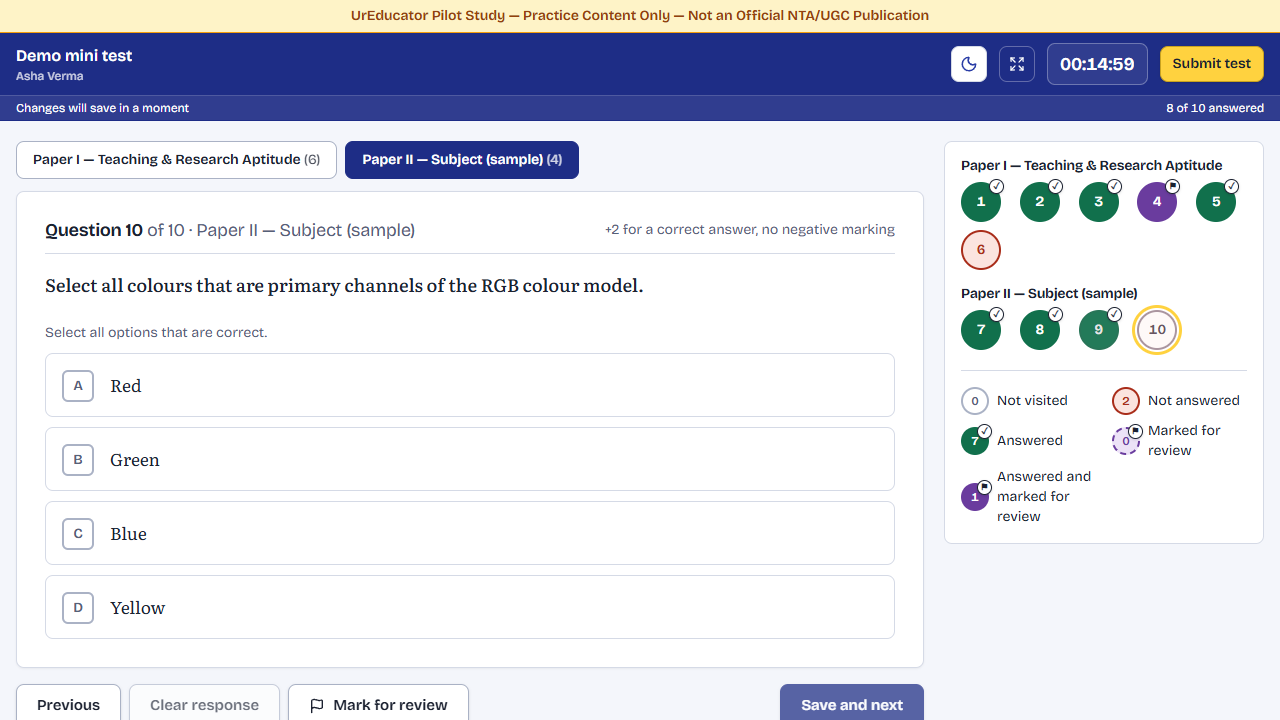 UrEducator Pilot Study — Practice Content Only — Not an Official NTA/UGC Publication
Demo mini test
Asha Verma
00:14:59
Submit test
Changes will save in a moment
8 of 10 answered
Paper I — Teaching & Research Aptitude (6)
Paper II — Subject (sample) (4)
Question 10 of 10 · Paper II — Subject (sample)
+2 for a correct answer, no negative marking
Select all colours that are primary channels of the RGB colour model.
Select all options that are correct.
A Red
B Green
C Blue
D Yellow
Previous
Clear response
Mark for review
Save and next
Paper I — Teaching & Research Aptitude
1 2 3 4 5
6
Paper II — Subject (sample)
7 8 9 10
0 Not visited
2 Not answered
7 Answered
0 Marked for
review
1 Answered and
marked for
review